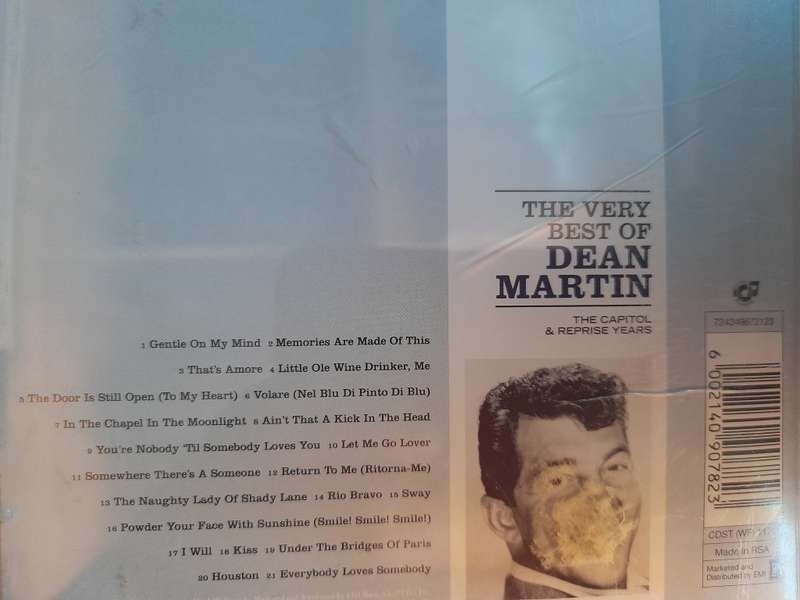 THE VERY
BEST OF
DEAN
MARTIN
THE CAPITOL
& REPRISE YEARS
1 Gentle On My Mind 2 Memories Are Made Of This
3 That's Amore 4 Little Ole Wine Drinker, Me
5 The Door Is Still Open (To My Heart) 6 Volare (Nel Blu Di Pinto Di Blu)
7 In The Chapel In The Moonlight 8 Ain't That A Kick In The Head
9 You're Nobody 'Til Somebody Loves You 10 Let Me Go Lover
11 Somewhere There's A Someone 12 Return To Me (Ritorna-Me)
13 The Naughty Lady Of Shady Lane 14 Rio Bravo 15 Sway
16 Powder Your Face With Sunshine (Smile! Smile! Smile!)
17 I Will 18 Kiss 19 Under The Bridges Of Paris
20 Houston 21 Everybody Loves Somebody
6 002140 907823
CDST (WF)
Made in RSA
Marketed and
Distributed by EMI